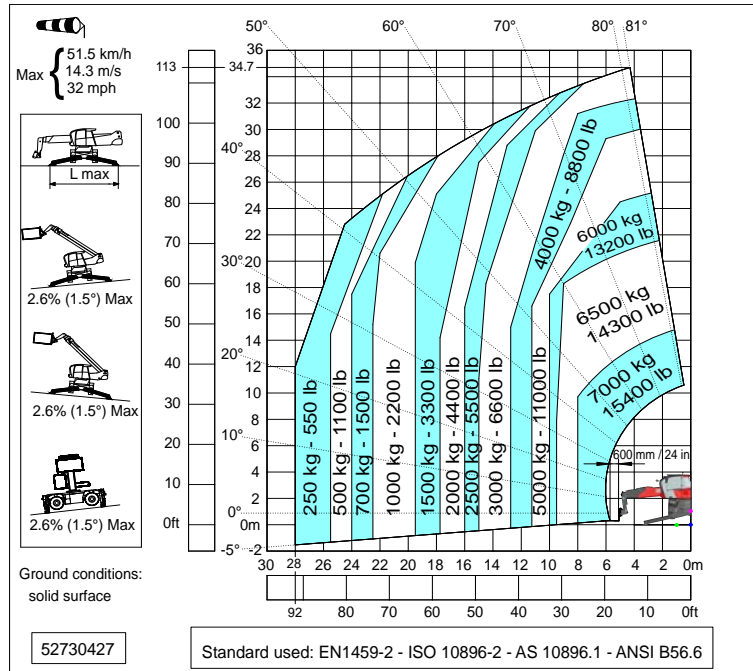 Max { 51.5 km/h
14.3 m/s
32 mph
L max
2.6% (1.5°) Max
2.6% (1.5°) Max
2.6% (1.5°) Max
Ground conditions:
solid surface
52730427
50° 60° 70° 80° 81°
40°
30°
20°
10°
0°
-5°
113
100
90
80
70
60
50
40
30
20
10
0ft
36
34.7
32
30
28
26
24
22
20
18
16
14
12
10
8
6
4
2
0m
-2
250 kg - 550 lb
500 kg - 1100 lb
700 kg - 1500 lb
1000 kg - 2200 lb
1500 kg - 3300 lb
2000 kg - 4400 lb
2500 kg - 5500 lb
3000 kg - 6600 lb
5000 kg - 11000 lb
4000 kg - 8800 lb
6000 kg
13200 lb
6500 kg
14300 lb
7000 kg
15400 lb
600 mm / 24 in
30 28 26 24 22 20 18 16 14 12 10 8 6 4 2 0m
92 80 70 60 50 40 30 20 10 0ft
Standard used: EN1459-2 - ISO 10896-2 - AS 10896.1 - ANSI B56.6